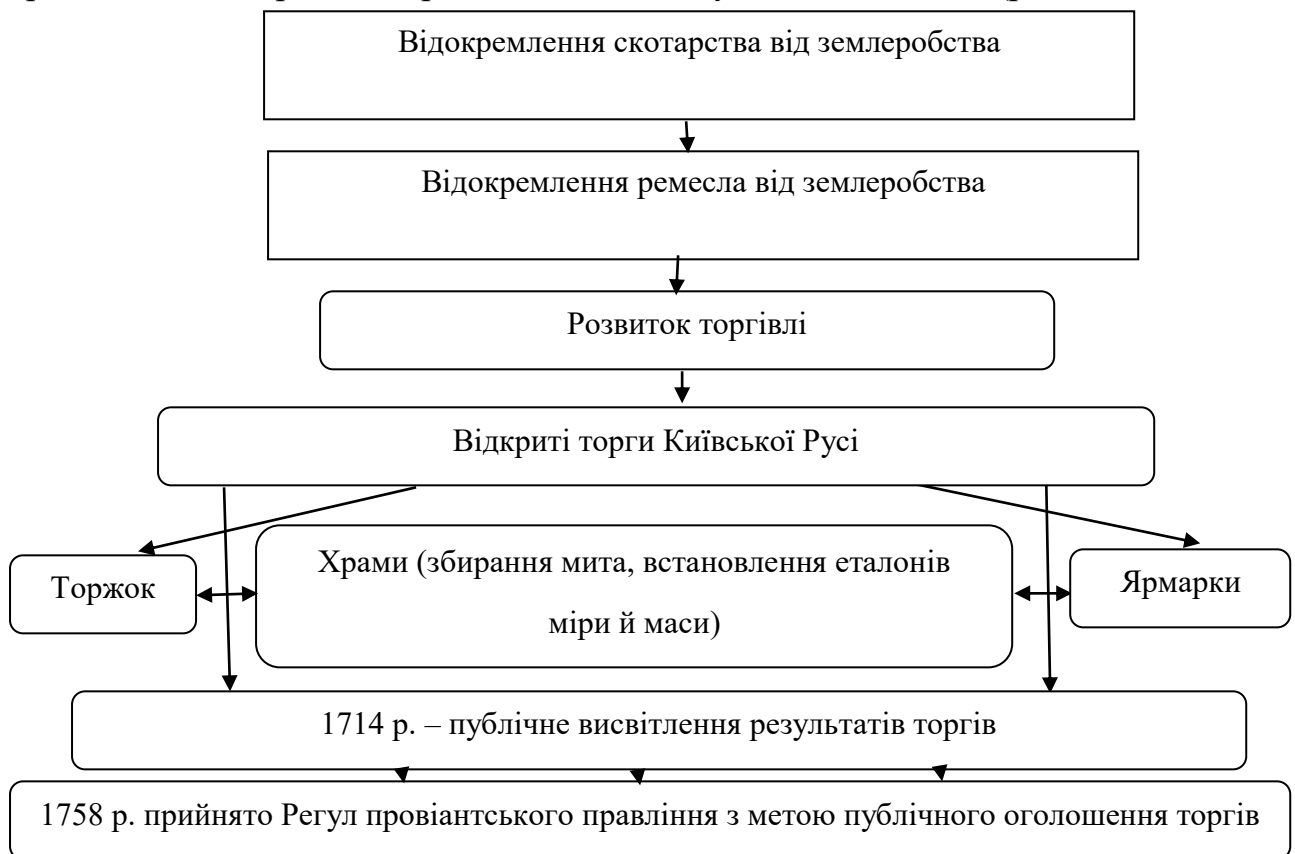 Відокремлення скотарства від землеробства
Відокремлення ремесла від землеробства
Розвиток торгівлі
Відкриті торги Київської Русі
Торжок
Храми (збирання мита, встановлення еталонів
міри й маси)
Ярмарки
1714 р. – публічне висвітлення результатів торгів
1758 р. прийнято Регул провіантського правління з метою публічного оголошення торгів